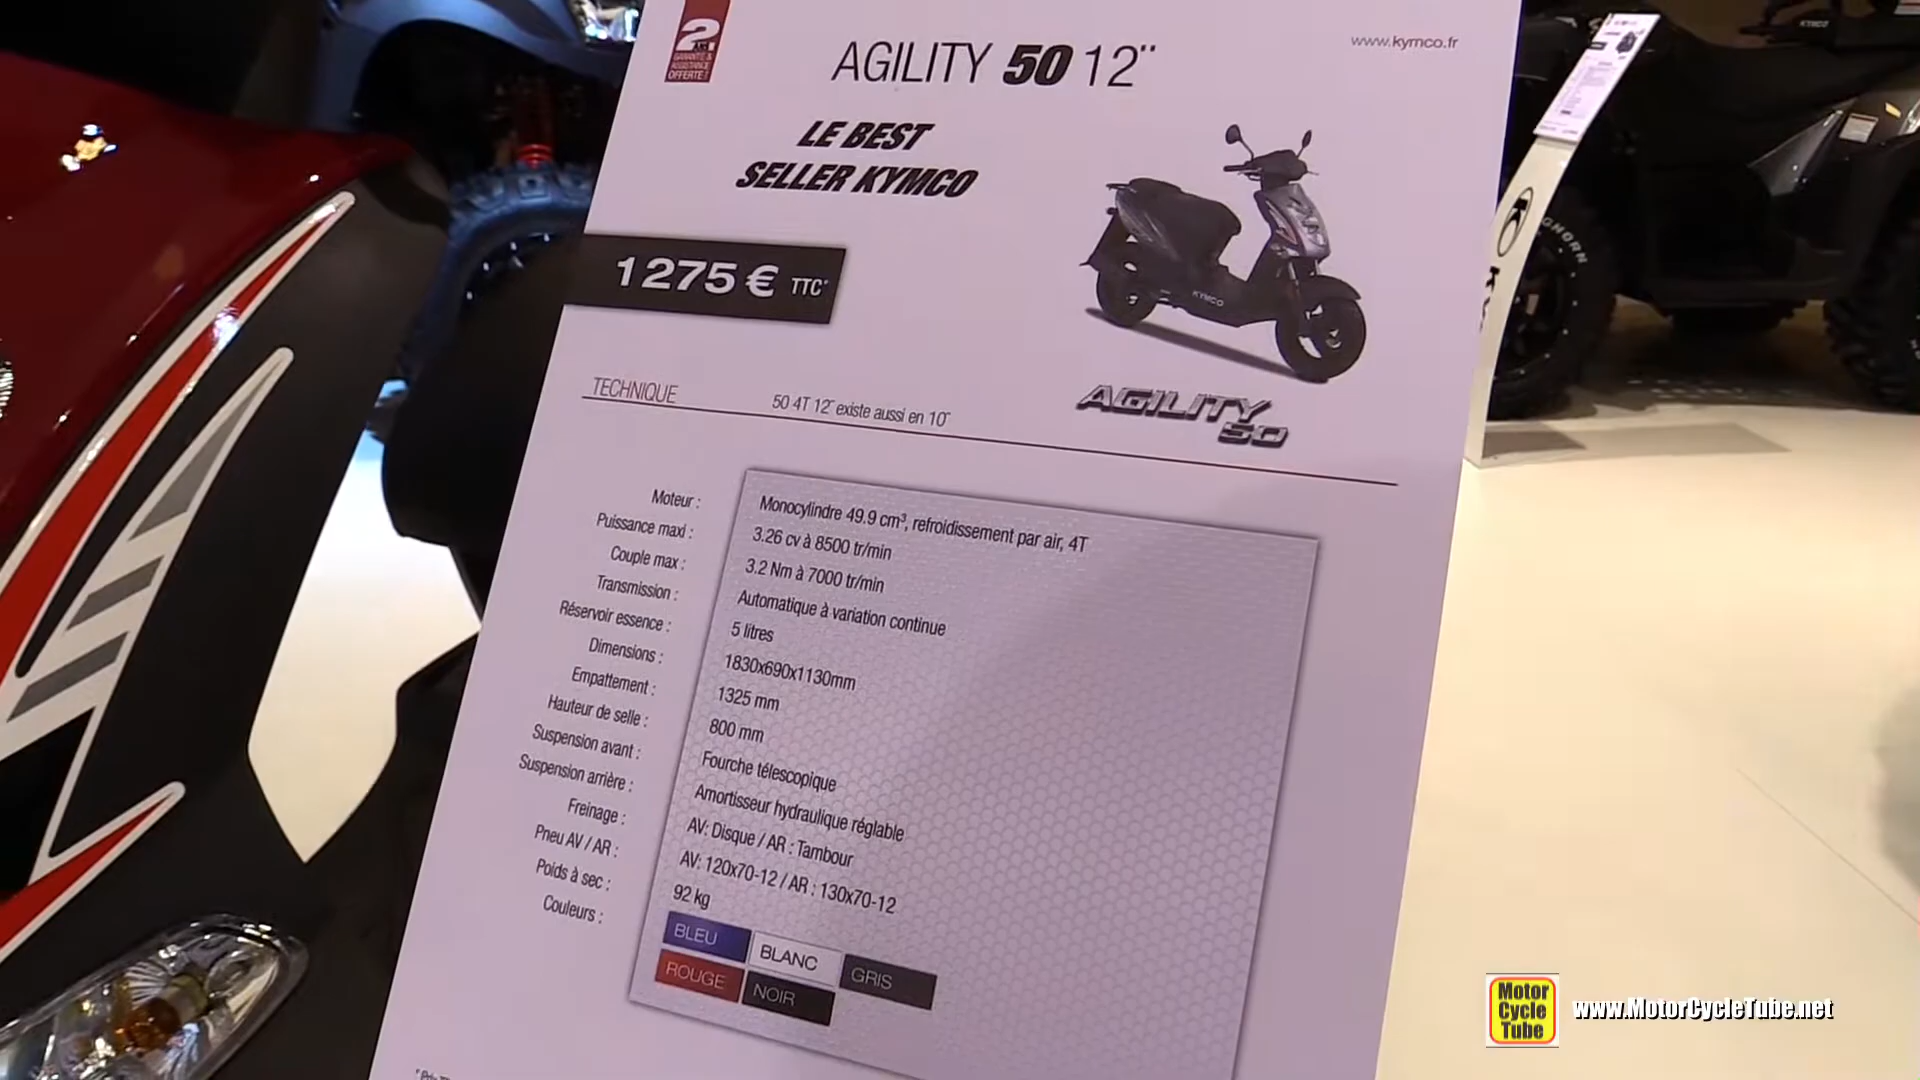 2
ANS
GARANTIE &
ASSISTANCE
OFFERTE !
AGILITY 50 12¨
www.kymco.fr
LE BEST
SELLER KYMCO
1275 € TTC*
KYMCO
TECHNIQUE
50 4T 12¨ existe aussi en 10¨
AGILITY
50
Moteur : Monocylindre 49.9 cm³, refroidissement par air, 4T
Puissance maxi : 3.26 cv à 8500 tr/min
Couple max : 3.2 Nm à 7000 tr/min
Transmission : Automatique à variation continue
Réservoir essence : 5 litres
Dimensions : 1830x690x1130mm
Empattement : 1325 mm
Hauteur de selle : 800 mm
Suspension avant : Fourche télescopique
Suspension arrière : Amortisseur hydraulique réglable
Freinage : AV: Disque / AR : Tambour
Pneu AV / AR : AV: 120x70-12 / AR : 130x70-12
Poids à sec : 92 kg
Couleurs : BLEU BLANC GRIS
ROUGE NOIR
KYMCO
Motor
Cycle
Tube
www.MotorCycleTube.net